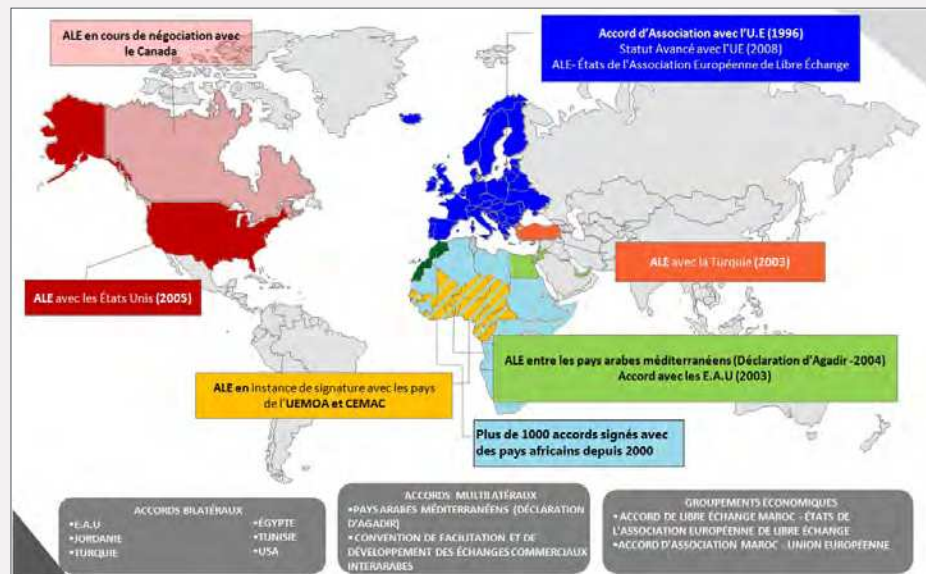 ALE en cours de négociation avec
le Canada
Accord d'Association avec l'U.E (1996)
Statut Avancé avec l'UE (2008)
ALE- États de l'Association Européenne de Libre Échange
ALE avec la Turquie (2003)
ALE avec les États Unis (2005)
ALE entre les pays arabes méditerranéens (Déclaration d'Agadir -2004)
Accord avec les E.A.U (2003)
ALE en instance de signature avec les pays
de l'UEMOA et CEMAC
Plus de 1000 accords signés avec
des pays africains depuis 2000
ACCORDS BILATÉRAUX
•E.A.U
•JORDANIE
•TURQUIE
•ÉGYPTE
•TUNISIE
•USA
ACCORDS MULTILATÉRAUX
•PAYS ARABES MÉDITERRANÉENS (DÉCLARATION
D'AGADIR)
•CONVENTION DE FACILITATION ET DE
DÉVELOPPEMENT DES ÉCHANGES COMMERCIAUX
INTERARABES
GROUPEMENTS ÉCONOMIQUES
•ACCORD DE LIBRE ÉCHANGE MAROC - ÉTATS DE
L'ASSOCIATION EUROPÉENNE DE LIBRE ÉCHANGE
•ACCORD D'ASSOCIATION MAROC - UNION EUROPÉENNE